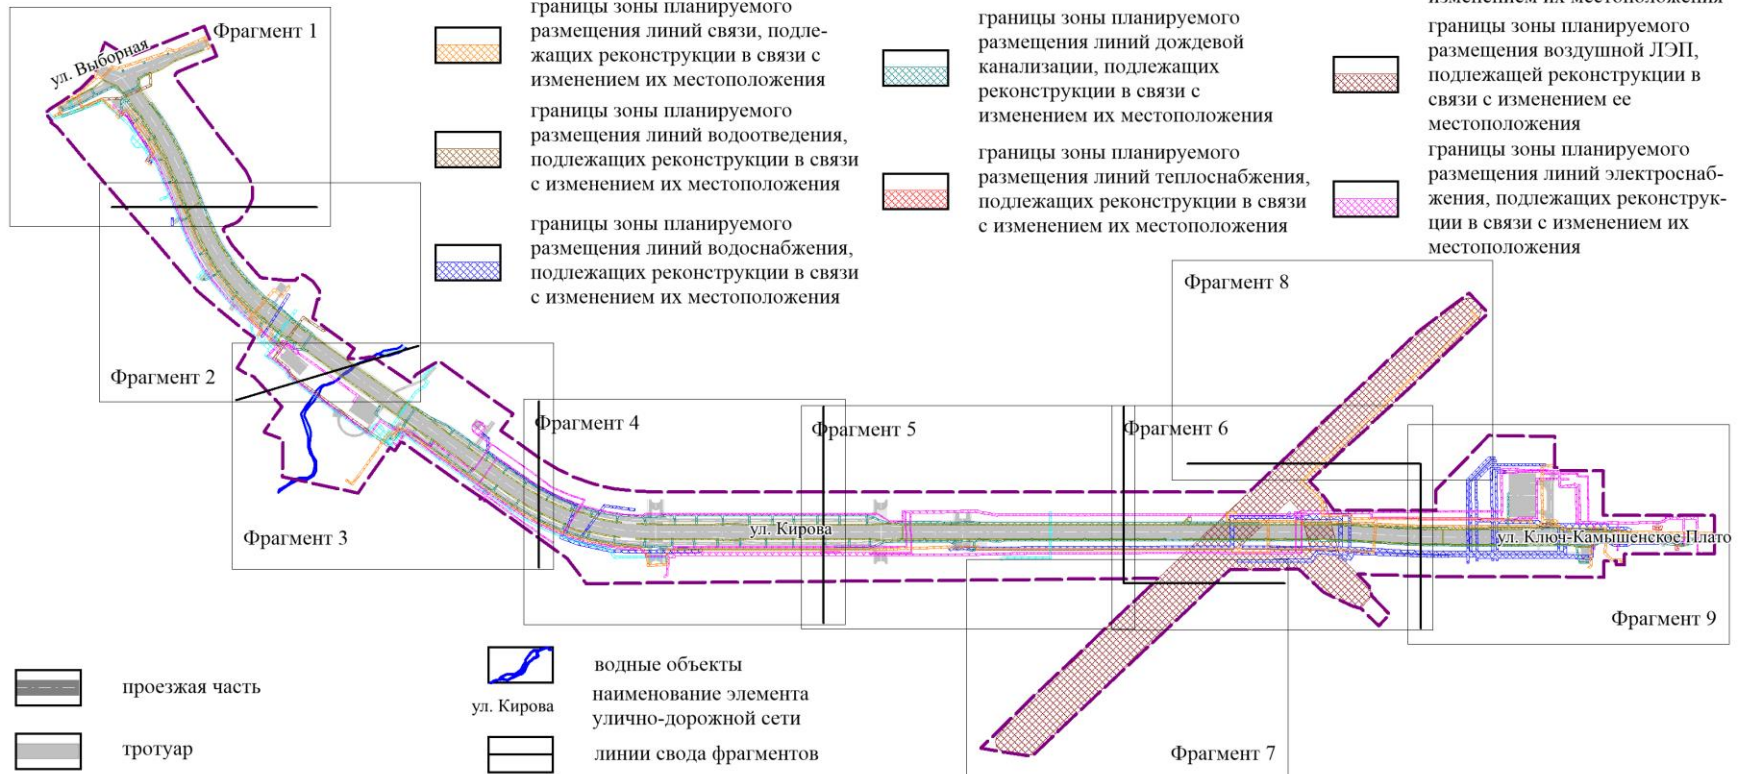 границы зоны планируемого
размещения линий связи, подле-
жащих реконструкции в связи с
изменением их местоположения
границы зоны планируемого
размещения линий водоотведения,
подлежащих реконструкции в связи
с изменением их местоположения
границы зоны планируемого
размещения линий водоснабжения,
подлежащих реконструкции в связи
с изменением их местоположения
границы зоны планируемого
размещения линий дождевой
канализации, подлежащих
реконструкции в связи с
изменением их местоположения
границы зоны планируемого
размещения линий теплоснабжения,
подлежащих реконструкции в связи
с изменением их местоположения
изменением их местоположения
границы зоны планируемого
размещения воздушной ЛЭП,
подлежащей реконструкции в
связи с изменением ее
местоположения
границы зоны планируемого
размещения линий электроснаб-
жения, подлежащих реконструк-
ции в связи с изменением их
местоположения
Фрагмент 1
ул. Выборная
Фрагмент 2
Фрагмент 3
Фрагмент 4
Фрагмент 5
Фрагмент 6
Фрагмент 8
ул. Кирова
ул. Ключ-Камышенское Плато
Фрагмент 9
Фрагмент 7
проезжая часть
тротуар
водные объекты
ул. Кирова
наименование элемента
улично-дорожной сети
линии свода фрагментов